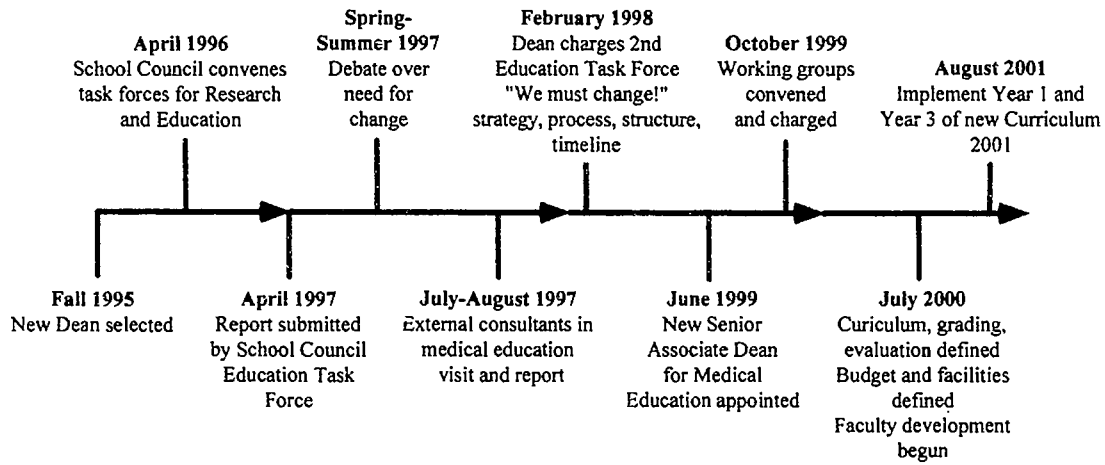 April 1996
School Council convenes
task forces for Research
and Education
Spring-
Summer 1997
Debate over
need for
change
February 1998
Dean charges 2nd
Education Task Force
"We must change!"
strategy, process, structure,
timeline
October 1999
Working groups
convened
and charged
August 2001
Implement Year 1 and
Year 3 of new Curriculum
2001
Fall 1995
New Dean selected
April 1997
Report submitted
by School Council
Education Task
Force
July-August 1997
External consultants in
medical education
visit and report
June 1999
New Senior
Associate Dean
for Medical
Education appointed
July 2000
Curiculum, grading,
evaluation defined
Budget and facilities
defined
Faculty development
begun